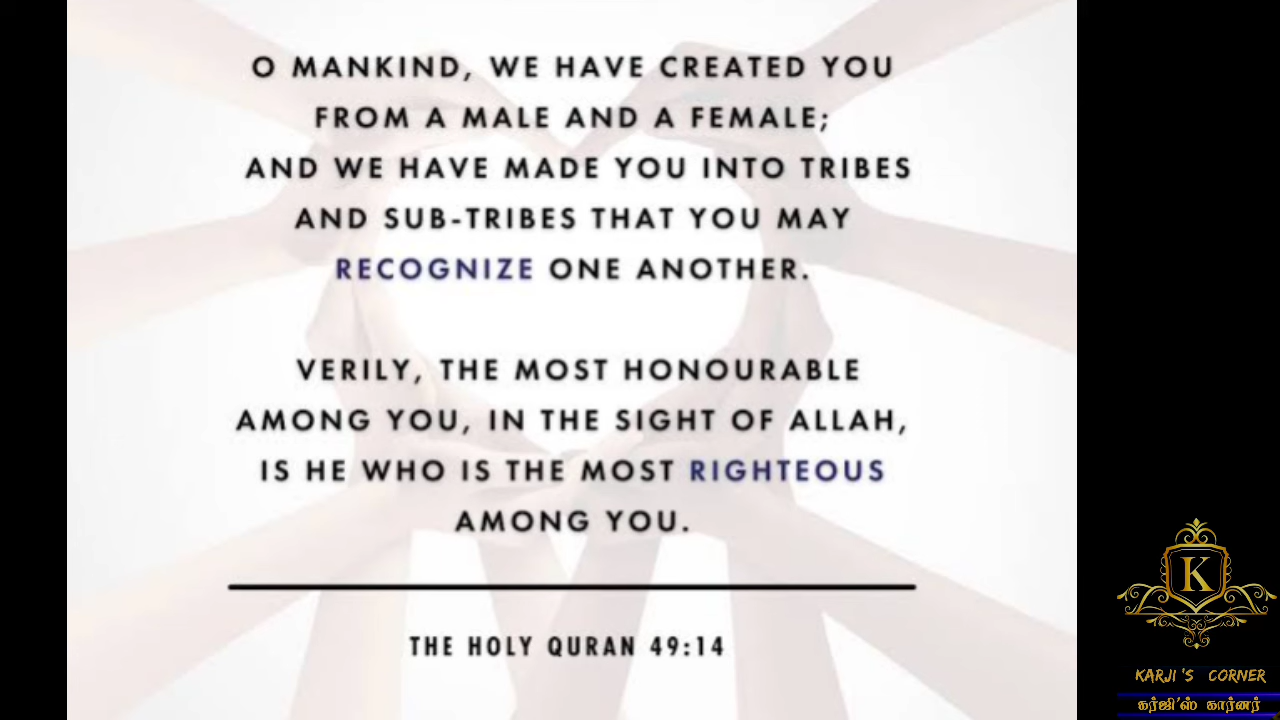 O MANKIND, WE HAVE CREATED YOU
FROM A MALE AND A FEMALE;
AND WE HAVE MADE YOU INTO TRIBES
AND SUB-TRIBES THAT YOU MAY
RECOGNIZE ONE ANOTHER.
VERILY, THE MOST HONOURABLE
AMONG YOU, IN THE SIGHT OF ALLAH,
IS HE WHO IS THE MOST RIGHTEOUS
AMONG YOU.
THE HOLY QURAN 49:14
K
KARJI'S CORNER
கர்ஜி'ஸ் கார்னர்